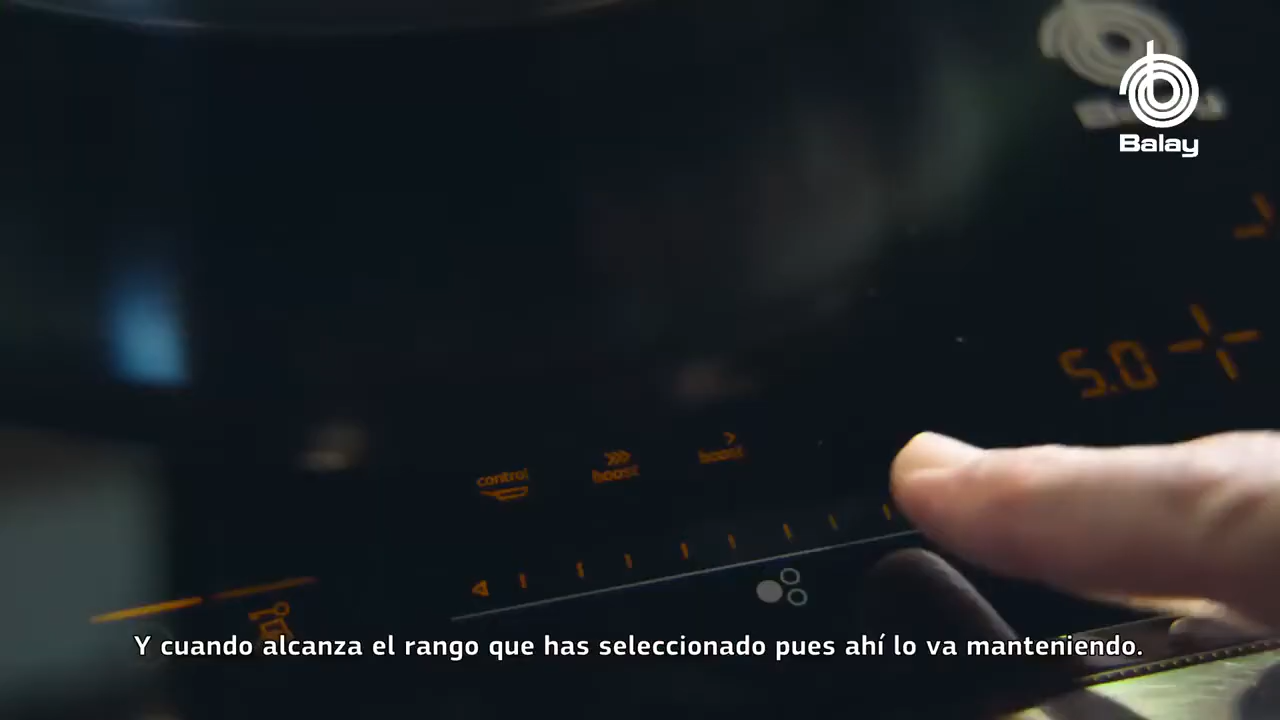 Balay
5.0
control
boost
boost
Y cuando alcanza el rango que has seleccionado pues ahí lo va manteniendo.